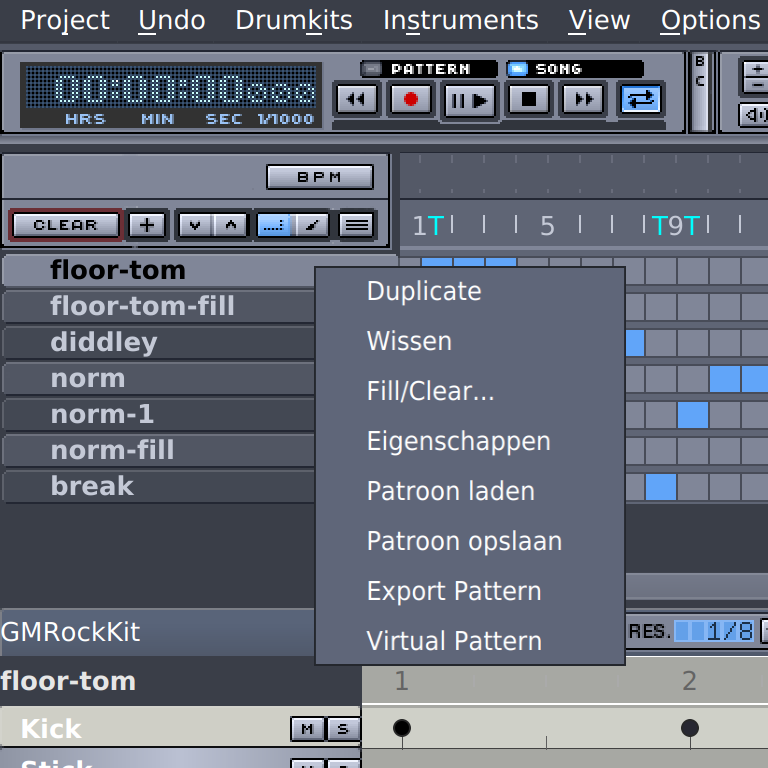 Project Undo Drumkits Instruments View Options
PATTERN SONG
B
C
00:00:00000
HRS MIN SEC 1/1000
BPM
CLEAR
1T 5 T9T
floor-tom
floor-tom-fill
diddley
norm
norm-1
norm-fill
break
Duplicate
Wissen
Fill/Clear...
Eigenschappen
Patroon laden
Patroon opslaan
Export Pattern
Virtual Pattern
GMRockKit
RES. 1/8
floor-tom
1 2
Kick M S
Stick